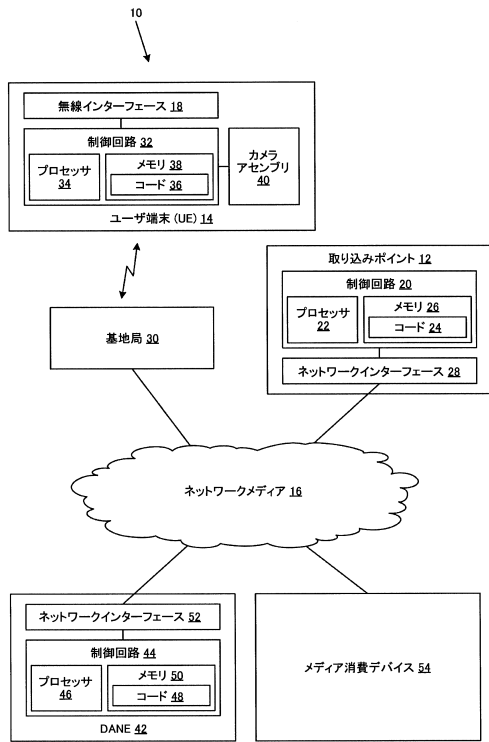 10
無線インターフェース 18
制御回路 32
プロセッサ
34
メモリ 38
コード 36
カメラ
アセンブリ
40
ユーザ端末 (UE) 14
取り込みポイント 12
制御回路 20
プロセッサ
22
メモリ 26
コード 24
ネットワークインターフェース 28
基地局 30
ネットワークメディア 16
ネットワークインターフェース 52
制御回路 44
プロセッサ
46
メモリ 50
コード 48
DANE 42
メディア消費デバイス 54